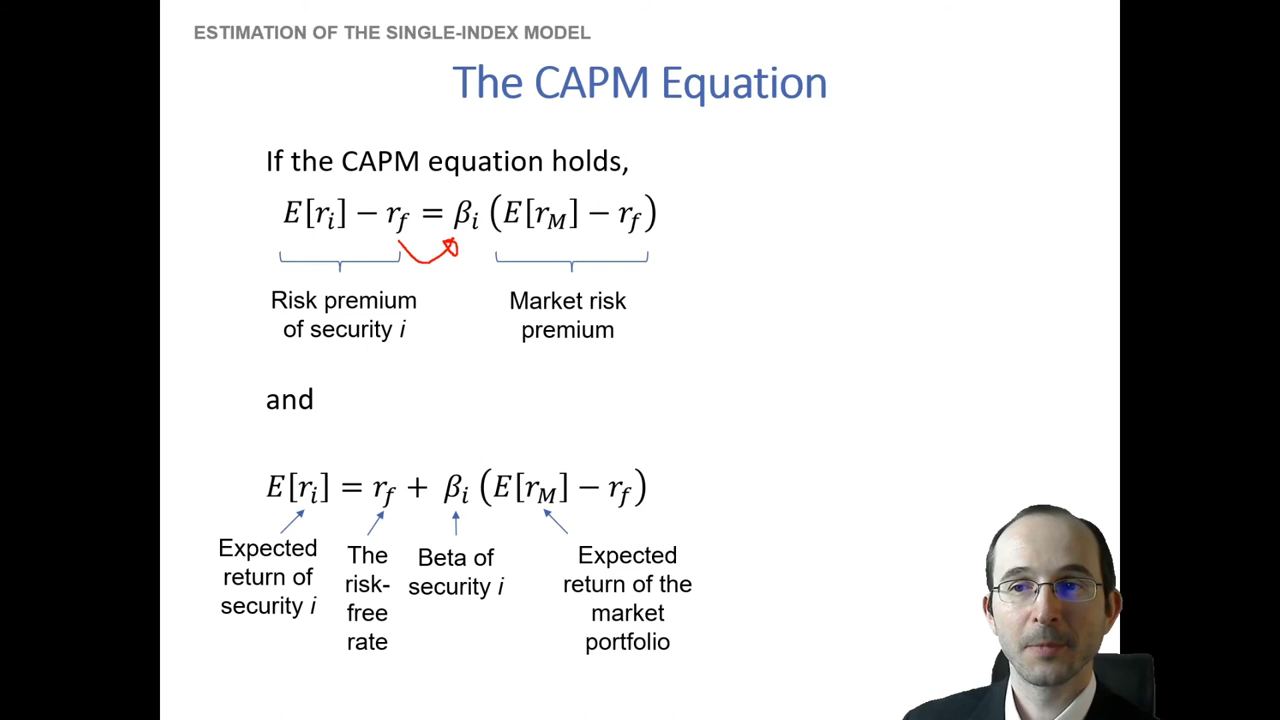 ESTIMATION OF THE SINGLE-INDEX MODEL
The CAPM Equation
If the CAPM equation holds,
E[r_i] − r_f = β_i (E[r_M] − r_f)
Risk premium
of security i
Market risk
premium
and
E[r_i] = r_f + β_i (E[r_M] − r_f)
Expected
return of
security i
The
risk-
free
rate
Beta of
security i
Expected
return of the
market
portfolio